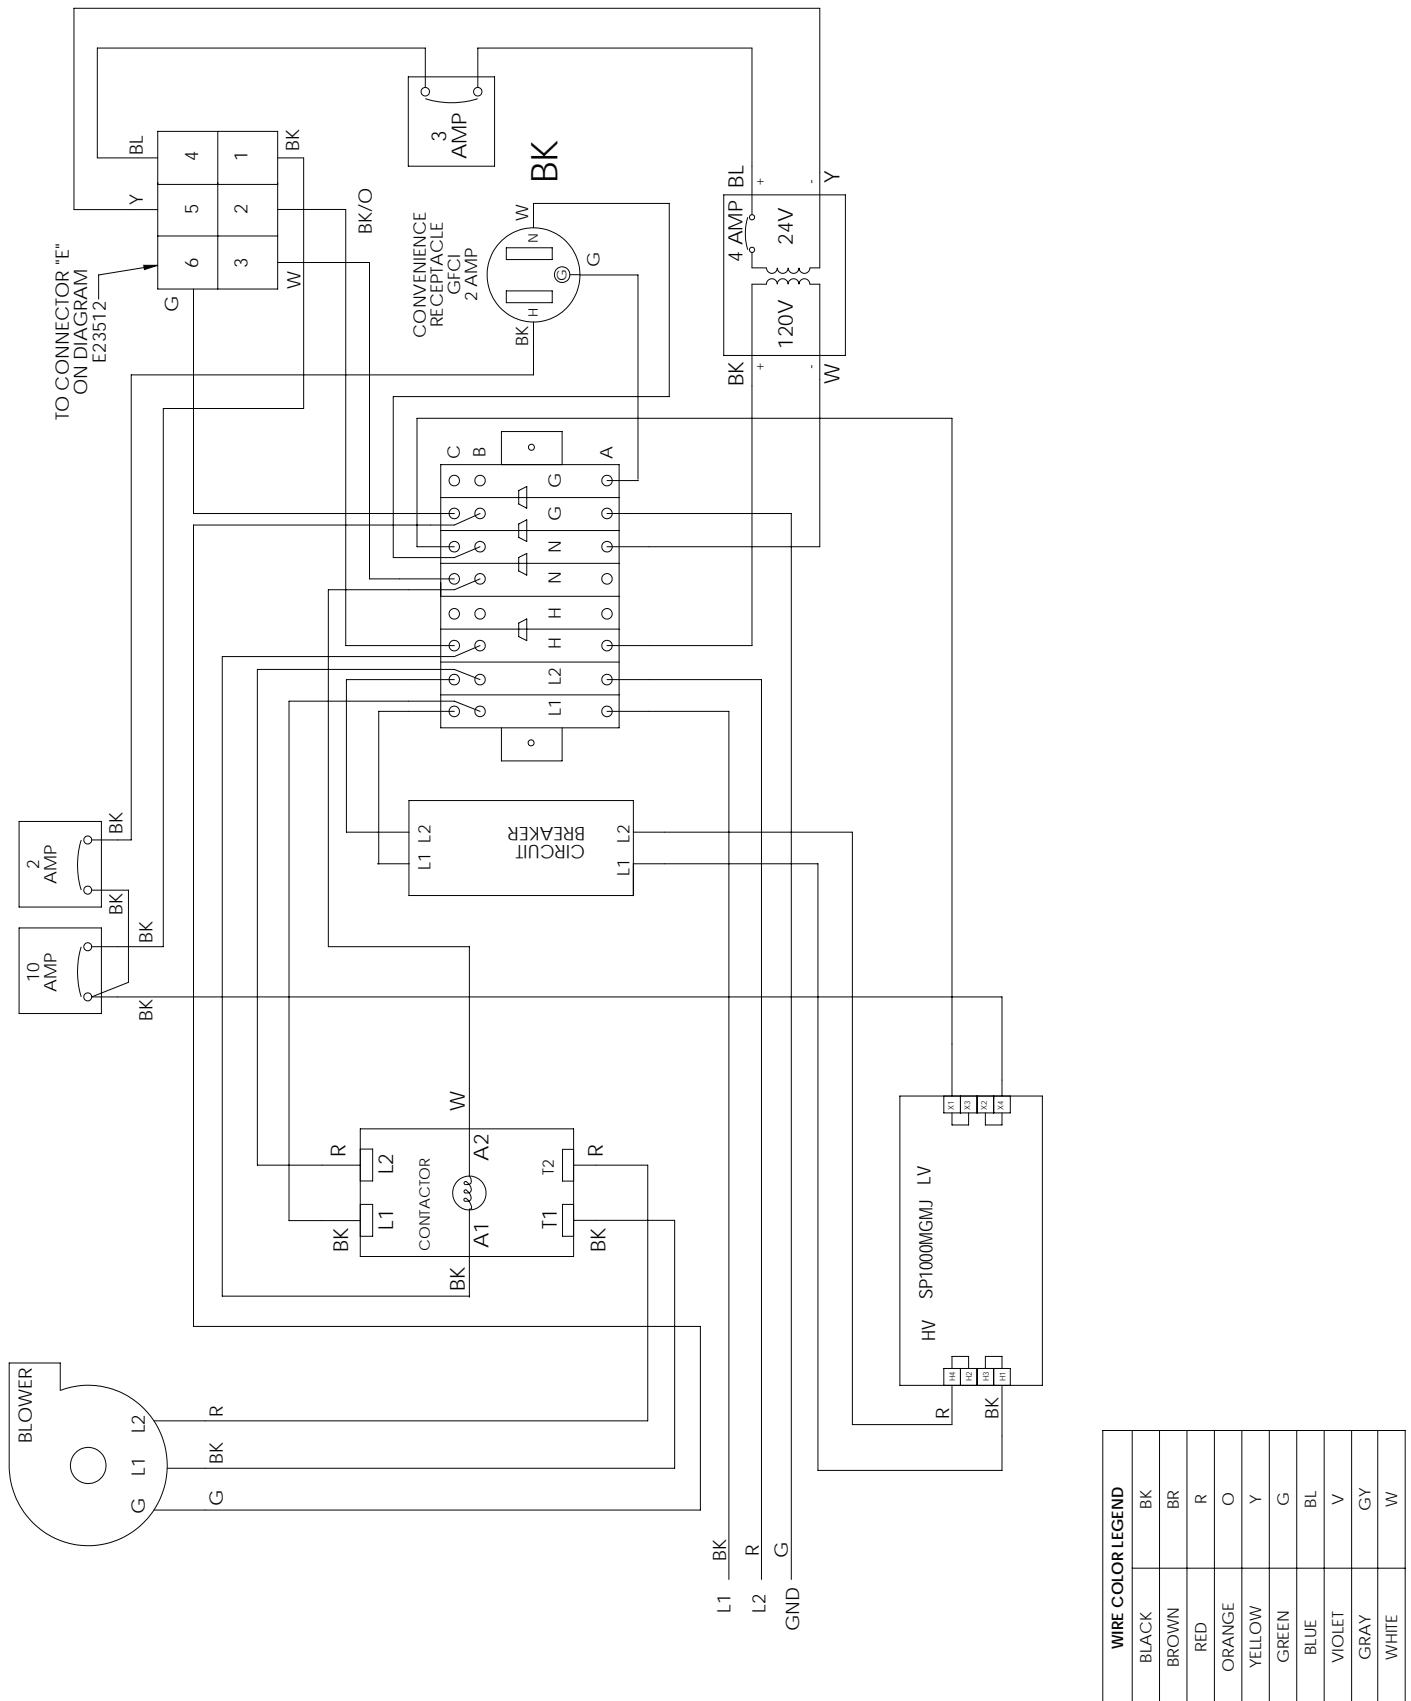 TO CONNECTOR "E"
ON DIAGRAM
E23512
BL
Y
G
4
1
5
2
6
3
BK
BK/O
W
3
AMP
BK
CONVENIENCE
RECEPTACLE
GFCI
2 AMP
W
N
G
G
H
BK
BL
+
-
Y
4 AMP
24V
120V
BK
+
-
W
C
B
A
G
G
N
N
H
H
L2
L1
2
AMP
BK
BK
10
AMP
BK
BK
L1 L2
CIRCUIT
BREAKER
L1
L2
W
R
L2
A2
T2
R
CONTACTOR
BK
L1
A1
T1
BK
BK
BLOWER
L2
R
L1
BK
G
G
X1
X3
X2
X4
HV SP1000MGMJ LV
H4
H2
H3
H1
R
BK
L1
BK
L2
R
GND
G
WIRE COLOR LEGEND
BLACK BK
BROWN BR
RED R
ORANGE O
YELLOW Y
GREEN G
BLUE BL
VIOLET V
GRAY GY
WHITE W